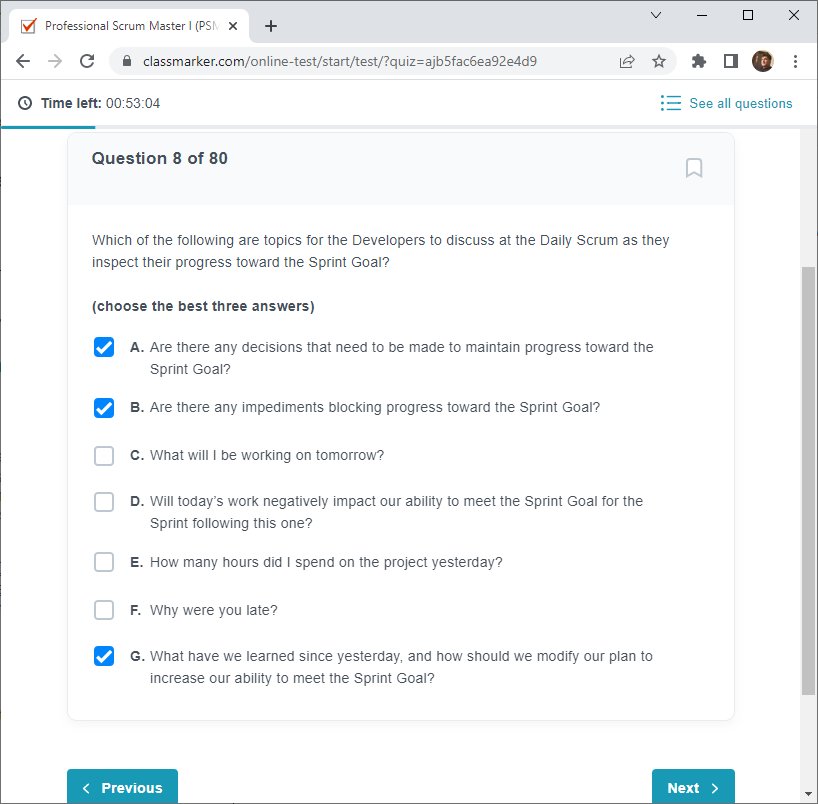 Professional Scrum Master I (PSM
classmarker.com/online-test/start/test/?quiz=ajb5fac6ea92e4d9
Time left: 00:53:04
See all questions
Question 8 of 80
Which of the following are topics for the Developers to discuss at the Daily Scrum as they
inspect their progress toward the Sprint Goal?
(choose the best three answers)
A. Are there any decisions that need to be made to maintain progress toward the
Sprint Goal?
B. Are there any impediments blocking progress toward the Sprint Goal?
C. What will I be working on tomorrow?
D. Will today’s work negatively impact our ability to meet the Sprint Goal for the
Sprint following this one?
E. How many hours did I spend on the project yesterday?
F. Why were you late?
G. What have we learned since yesterday, and how should we modify our plan to
increase our ability to meet the Sprint Goal?
Previous
Next